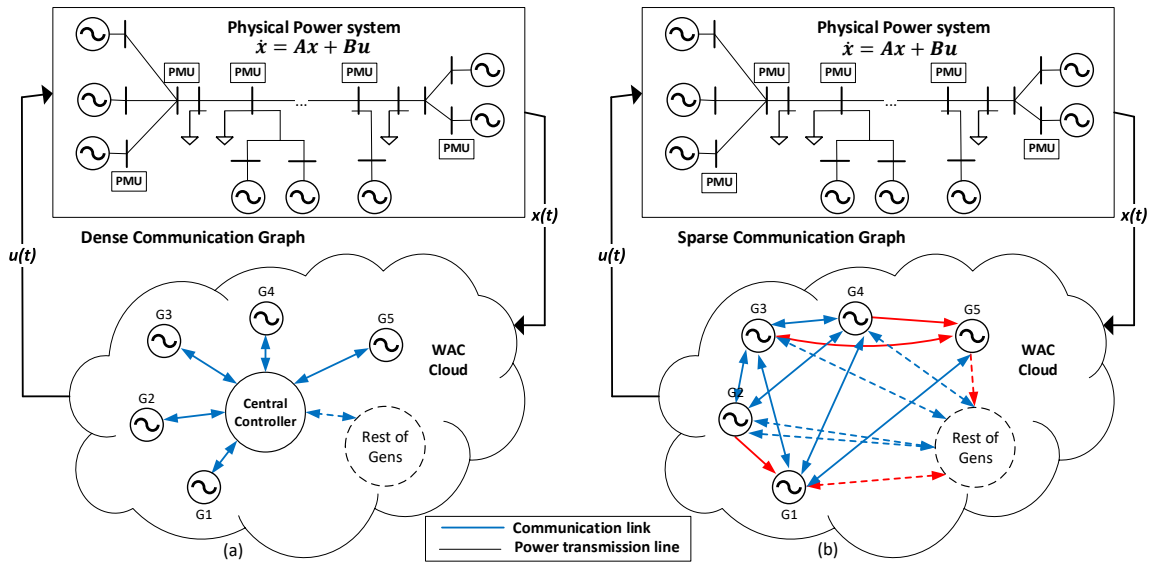 Physical Power system
ẋ = Ax + Bu
PMU
PMU
PMU
PMU
PMU
...
u(t)
x(t)
Dense Communication Graph
G4
G3
G5
G2
G1
Central
Controller
Rest of
Gens
WAC
Cloud
(a)
Physical Power system
ẋ = Ax + Bu
PMU
PMU
PMU
PMU
PMU
...
u(t)
x(t)
Sparse Communication Graph
G4
G3
G5
G2
G1
Rest of
Gens
WAC
Cloud
(b)
Communication link
Power transmission line